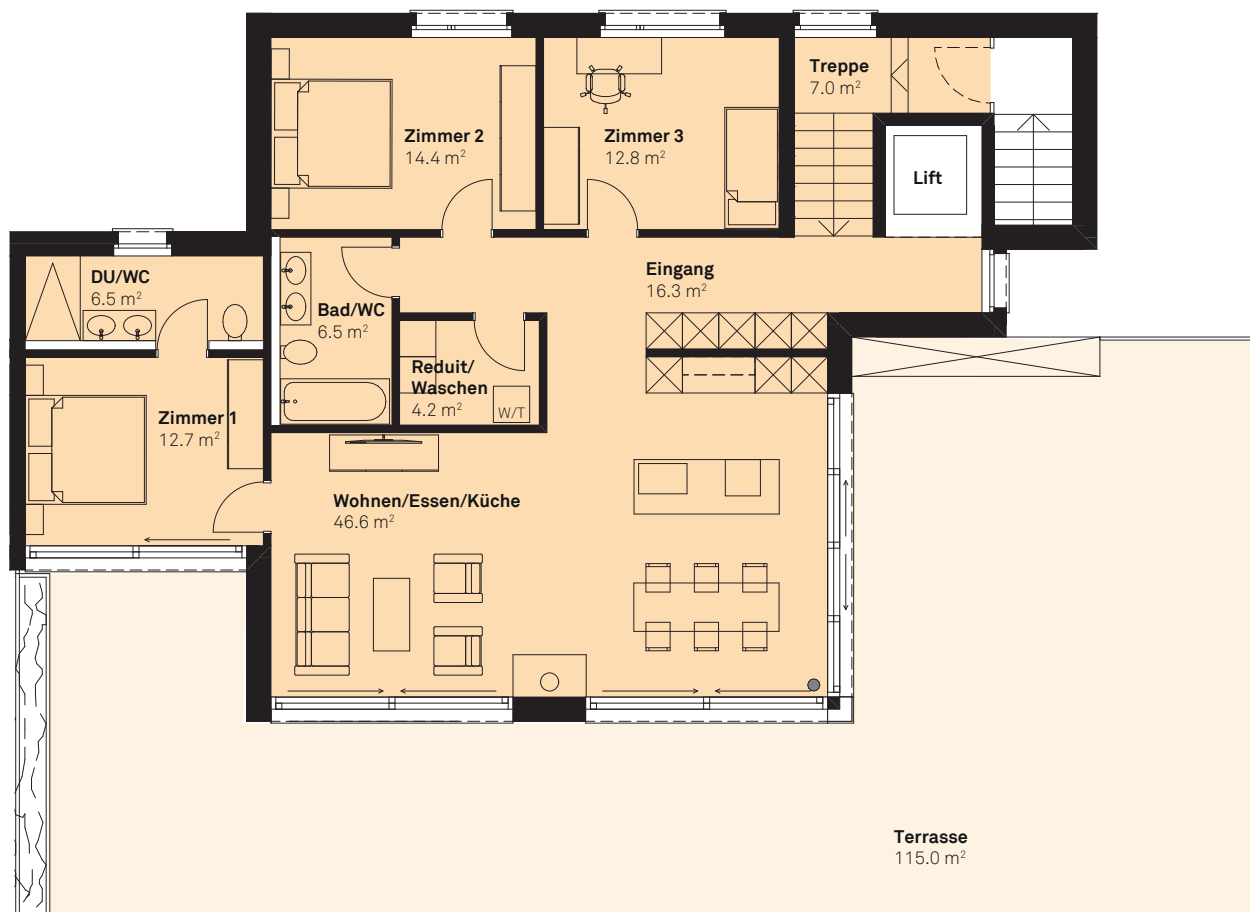 Treppe
7.0 m²
Zimmer 2
14.4 m²
Zimmer 3
12.8 m²
Lift
DU/WC
6.5 m²
Eingang
16.3 m²
Bad/WC
6.5 m²
Reduit/
Waschen
4.2 m²
W/T
Zimmer 1
12.7 m²
Wohnen/Essen/Küche
46.6 m²
Terrasse
115.0 m²